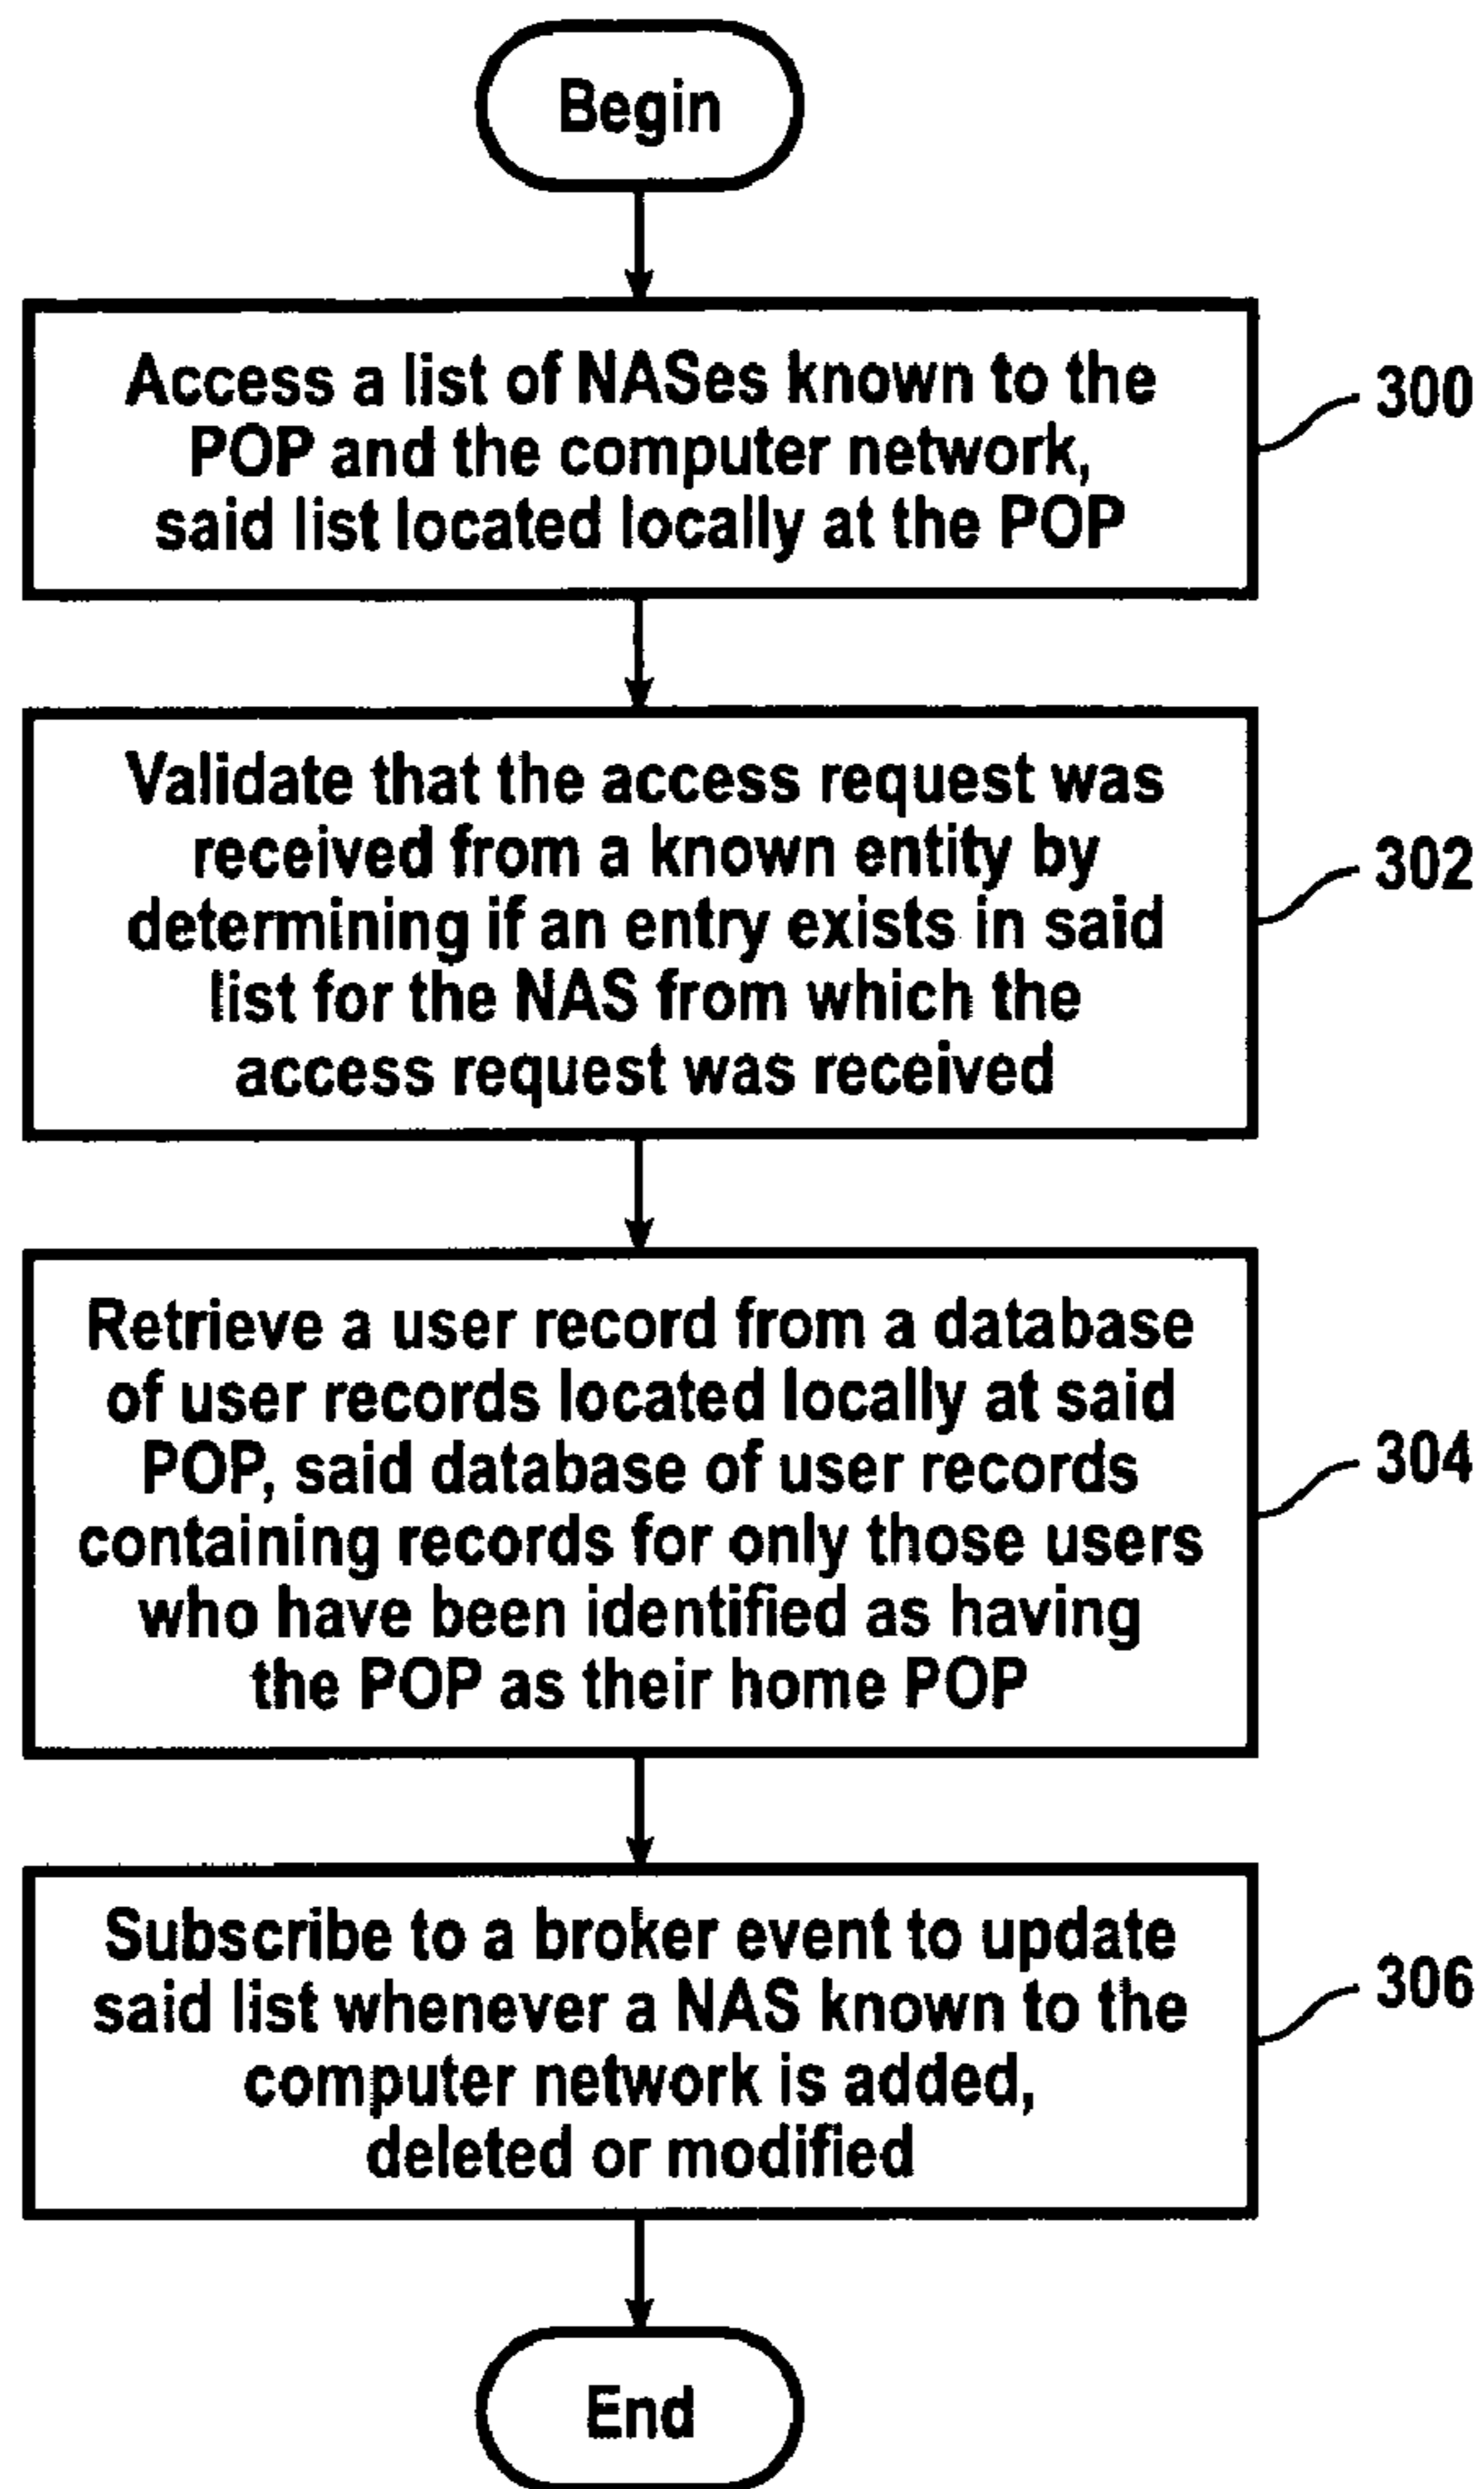 Begin
Access a list of NASes known to the
POP and the computer network,
said list located locally at the POP
300
Validate that the access request was
received from a known entity by
determining if an entry exists in said
list for the NAS from which the
access request was received
302
Retrieve a user record from a database
of user records located locally at said
POP, said database of user records
containing records for only those users
who have been identified as having
the POP as their home POP
304
Subscribe to a broker event to update
said list whenever a NAS known to the
computer network is added,
deleted or modified
306
End